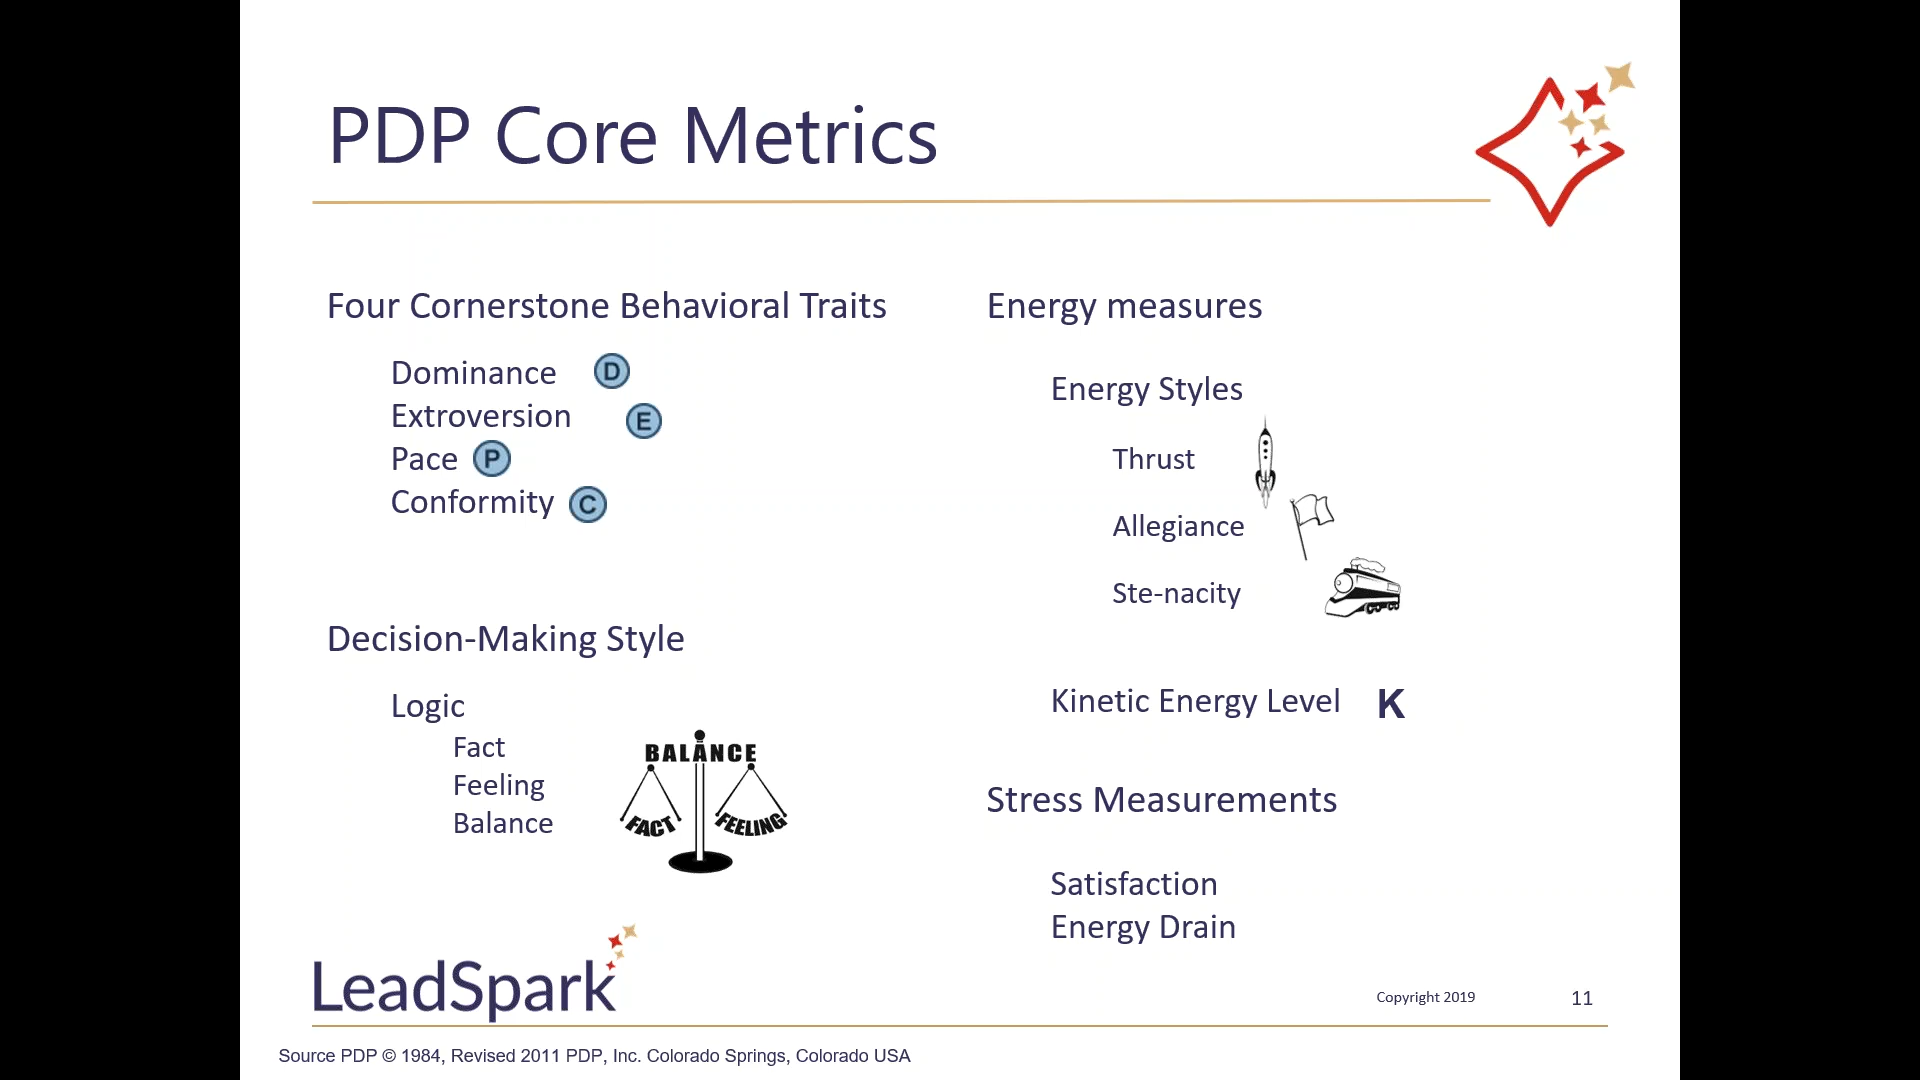 PDP Core Metrics
Four Cornerstone Behavioral Traits
Dominance D
Extroversion E
Pace P
Conformity C
Decision-Making Style
Logic
Fact
Feeling
Balance
BALANCE
FACT FEELING
Energy measures
Energy Styles
Thrust
Allegiance
Ste-nacity
Kinetic Energy Level K
Stress Measurements
Satisfaction
Energy Drain
LeadSpark
Copyright 2019 11
Source PDP © 1984, Revised 2011 PDP, Inc. Colorado Springs, Colorado USA